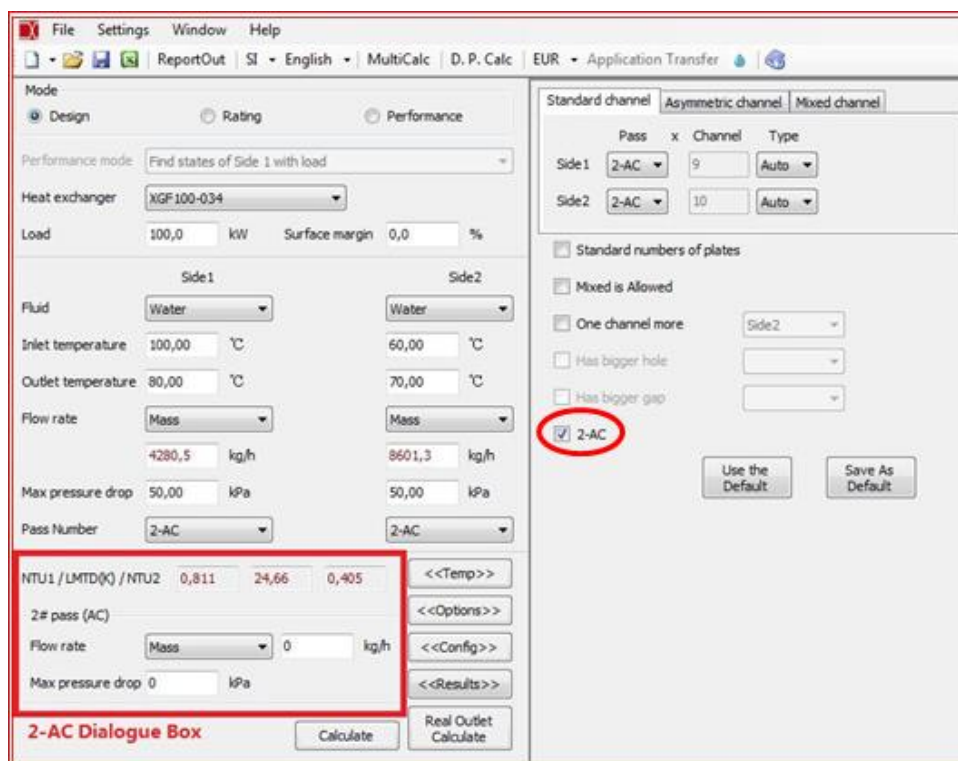 File Settings Window Help
ReportOut SI English MultiCalc D. P. Calc EUR Application Transfer
Mode
Design Rating Performance
Performance mode Find states of Side 1 with load
Heat exchanger XGF100-034
Load 100,0 kW Surface margin 0,0 %
Side1 Side2
Fluid Water Water
Inlet temperature 100,00 °C 60,00 °C
Outlet temperature 80,00 °C 70,00 °C
Flow rate Mass Mass
4280,5 kg/h 8601,3 kg/h
Max pressure drop 50,00 kPa 50,00 kPa
Pass Number 2-AC 2-AC
NTU1 / LMTD(K) / NTU2 0,811 24,66 0,405
2# pass (AC)
Flow rate Mass 0 kg/h
Max pressure drop 0 kPa
2-AC Dialogue Box
Calculate
<<Temp>>
<<Options>>
<<Config>>
<<Results>>
Real Outlet
Calculate
Standard channel Asymmetric channel Mixed channel
Pass x Channel Type
Side1 2-AC 9 Auto
Side2 2-AC 10 Auto
Standard numbers of plates
Mixed is Allowed
One channel more Side2
Has bigger hole
Has bigger gap
2-AC
Use the
Default
Save As
Default